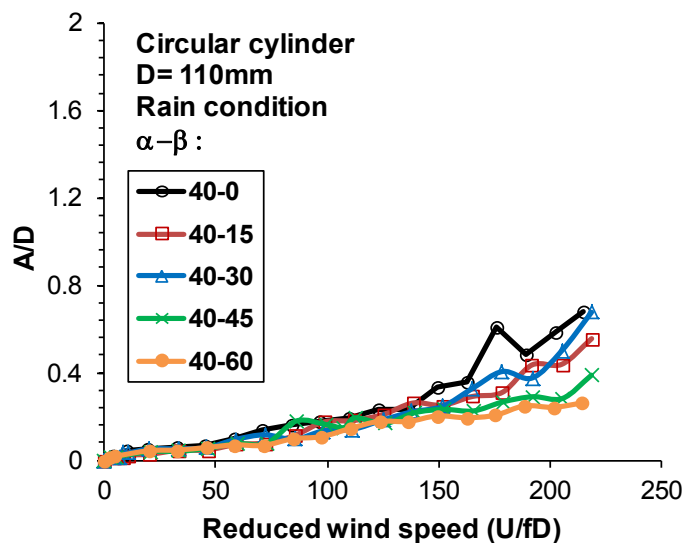 2
1.6
1.2
0.8
0.4
0
A/D
Circular cylinder
D= 110mm
Rain condition
α–β :
40-0
40-15
40-30
40-45
40-60
0 50 100 150 200 250
Reduced wind speed (U/fD)